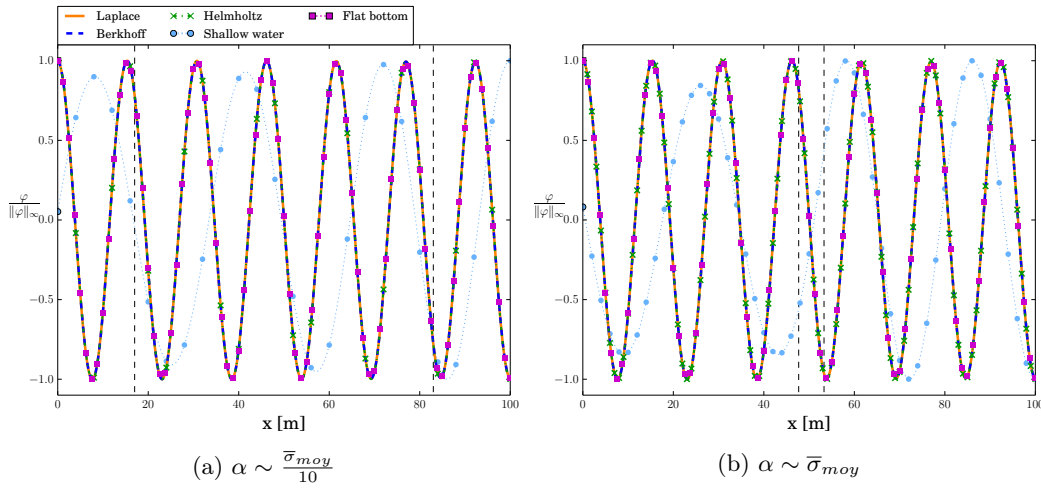 Laplace Helmholtz Flat bottom
Berkhoff Shallow water
1.0
0.5
0.0
−0.5
−1.0
φ
‖φ‖∞
0 20 40 60 80 100
x [m]
(a) α ∼ σ̅moy/10
1.0
0.5
0.0
−0.5
−1.0
φ
‖φ‖∞
0 20 40 60 80 100
x [m]
(b) α ∼ σ̅moy